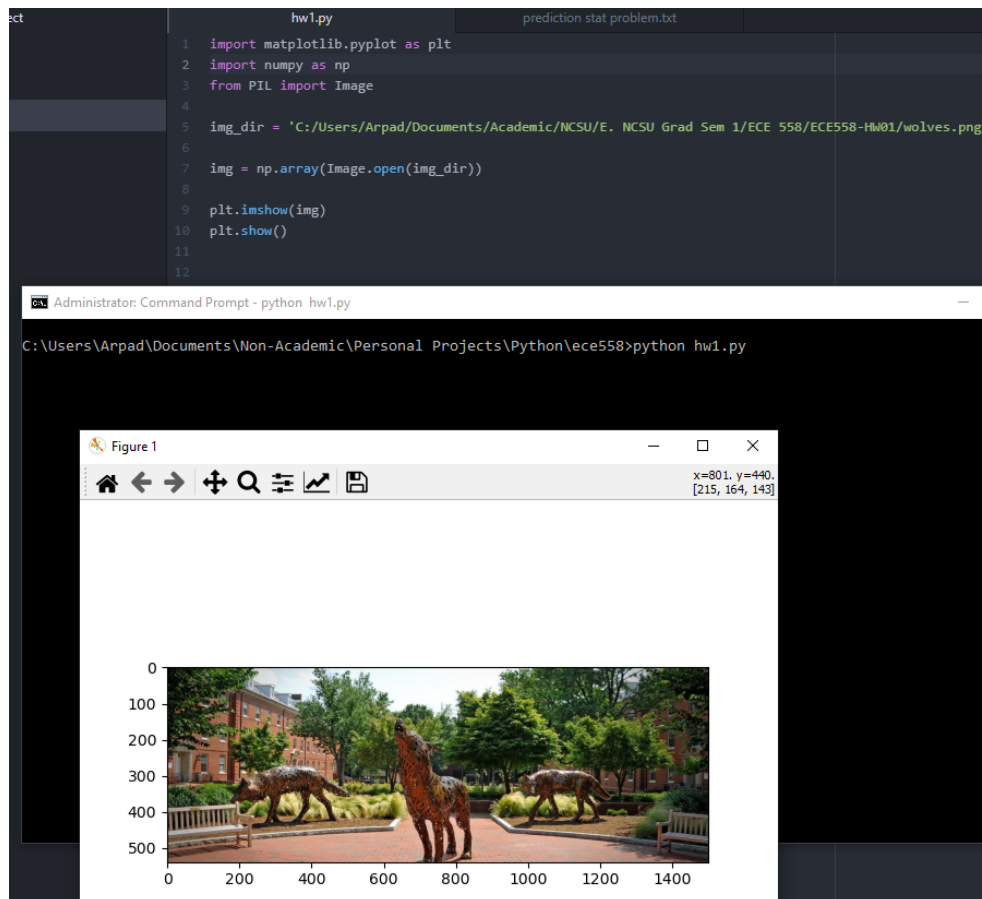 ect
hw1.py
prediction stat problem.txt
1 import matplotlib.pyplot as plt
2 import numpy as np
3 from PIL import Image
4
5 img_dir = 'C:/Users/Arpad/Documents/Academic/NCSU/E. NCSU Grad Sem 1/ECE 558/ECE558-HW01/wolves.png
6
7 img = np.array(Image.open(img_dir))
8
9 plt.imshow(img)
10 plt.show()
11
12
Administrator: Command Prompt - python  hw1.py
C:\Users\Arpad\Documents\Non-Academic\Personal Projects\Python\ece558>python hw1.py
Figure 1
x=801. y=440.
[215, 164, 143]
0
100
200
300
400
500
0 200 400 600 800 1000 1200 1400